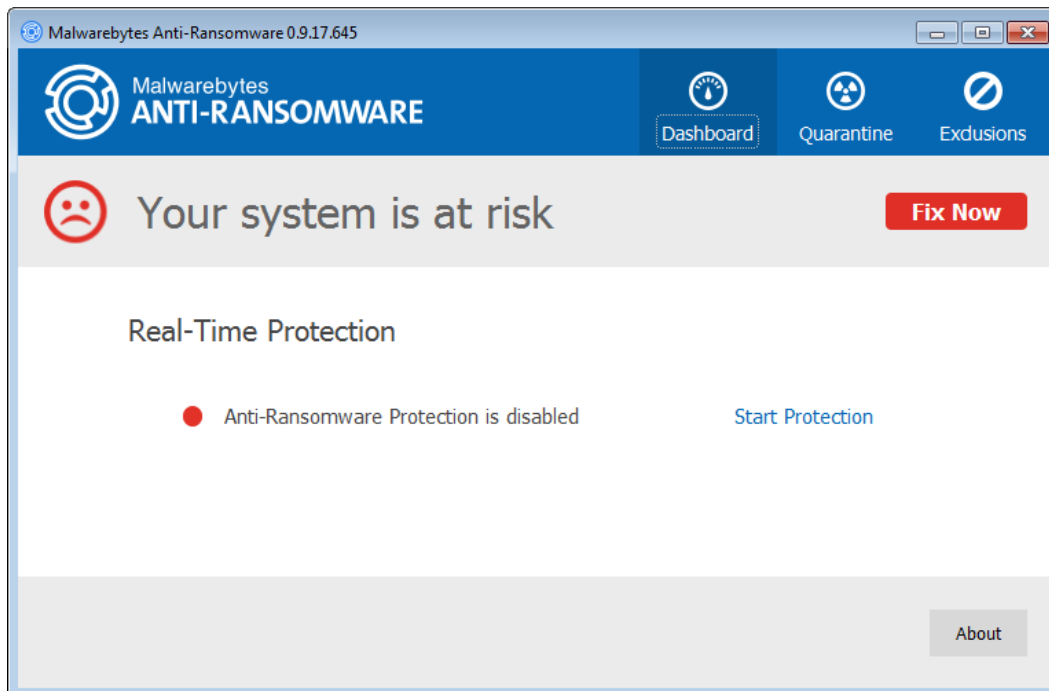 Malwarebytes Anti-Ransomware 0.9.17.645
Malwarebytes
ANTI-RANSOMWARE
Dashboard
Quarantine
Exclusions
Your system is at risk
Fix Now
Real-Time Protection
Anti-Ransomware Protection is disabled
Start Protection
About